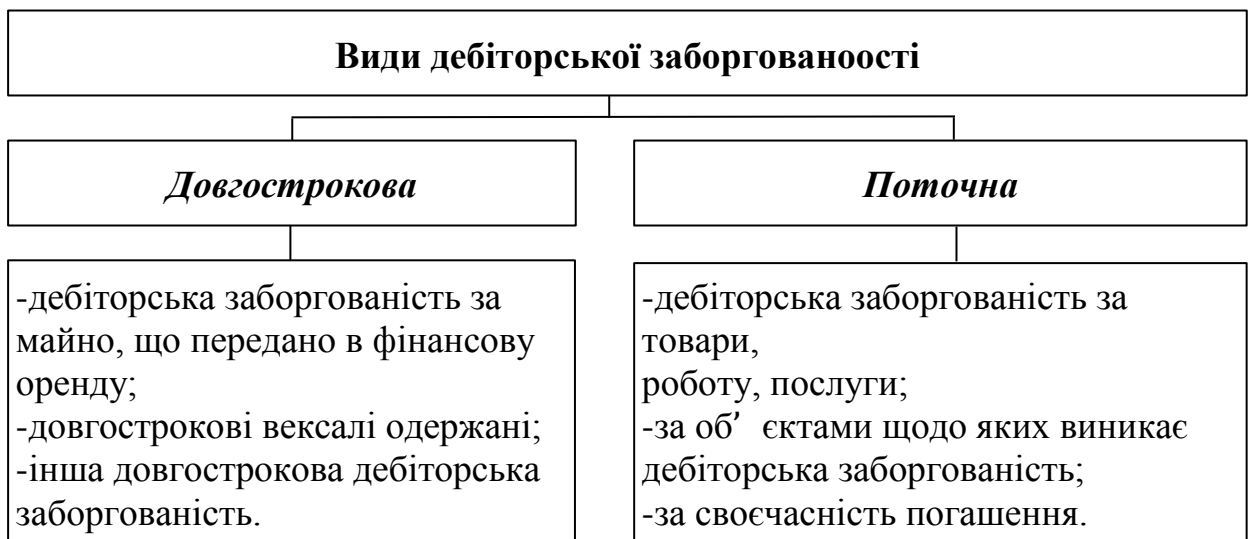 Види дебіторської заборгованоості
Довгострокова
Поточна
-дебіторська заборгованість за
майно, що передано в фінансову
оренду;
-довгострокові вексалі одержані;
-інша довгострокова дебіторська
заборгованість.
-дебіторська заборгованість за
товари,
роботу, послуги;
-за об’ єктами щодо яких виникає
дебіторська заборгованість;
-за своєчасність погашення.